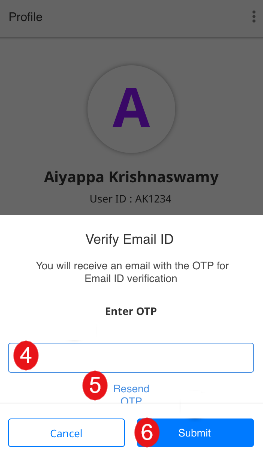 Profile
A
Aiyappa Krishnaswamy
User ID : AK1234
Verify Email ID
You will receive an email with the OTP for
Email ID verification
Enter OTP
4
5 Resend
OTP
Cancel 6 Submit